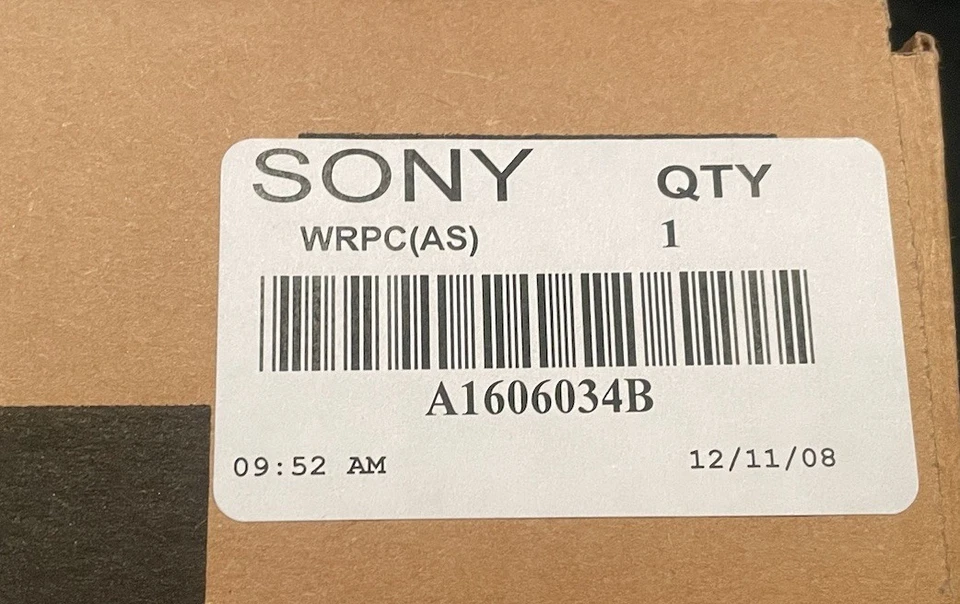 SONY QTY
WRPC(AS) 1
A1606034B
09:52 AM 12/11/08